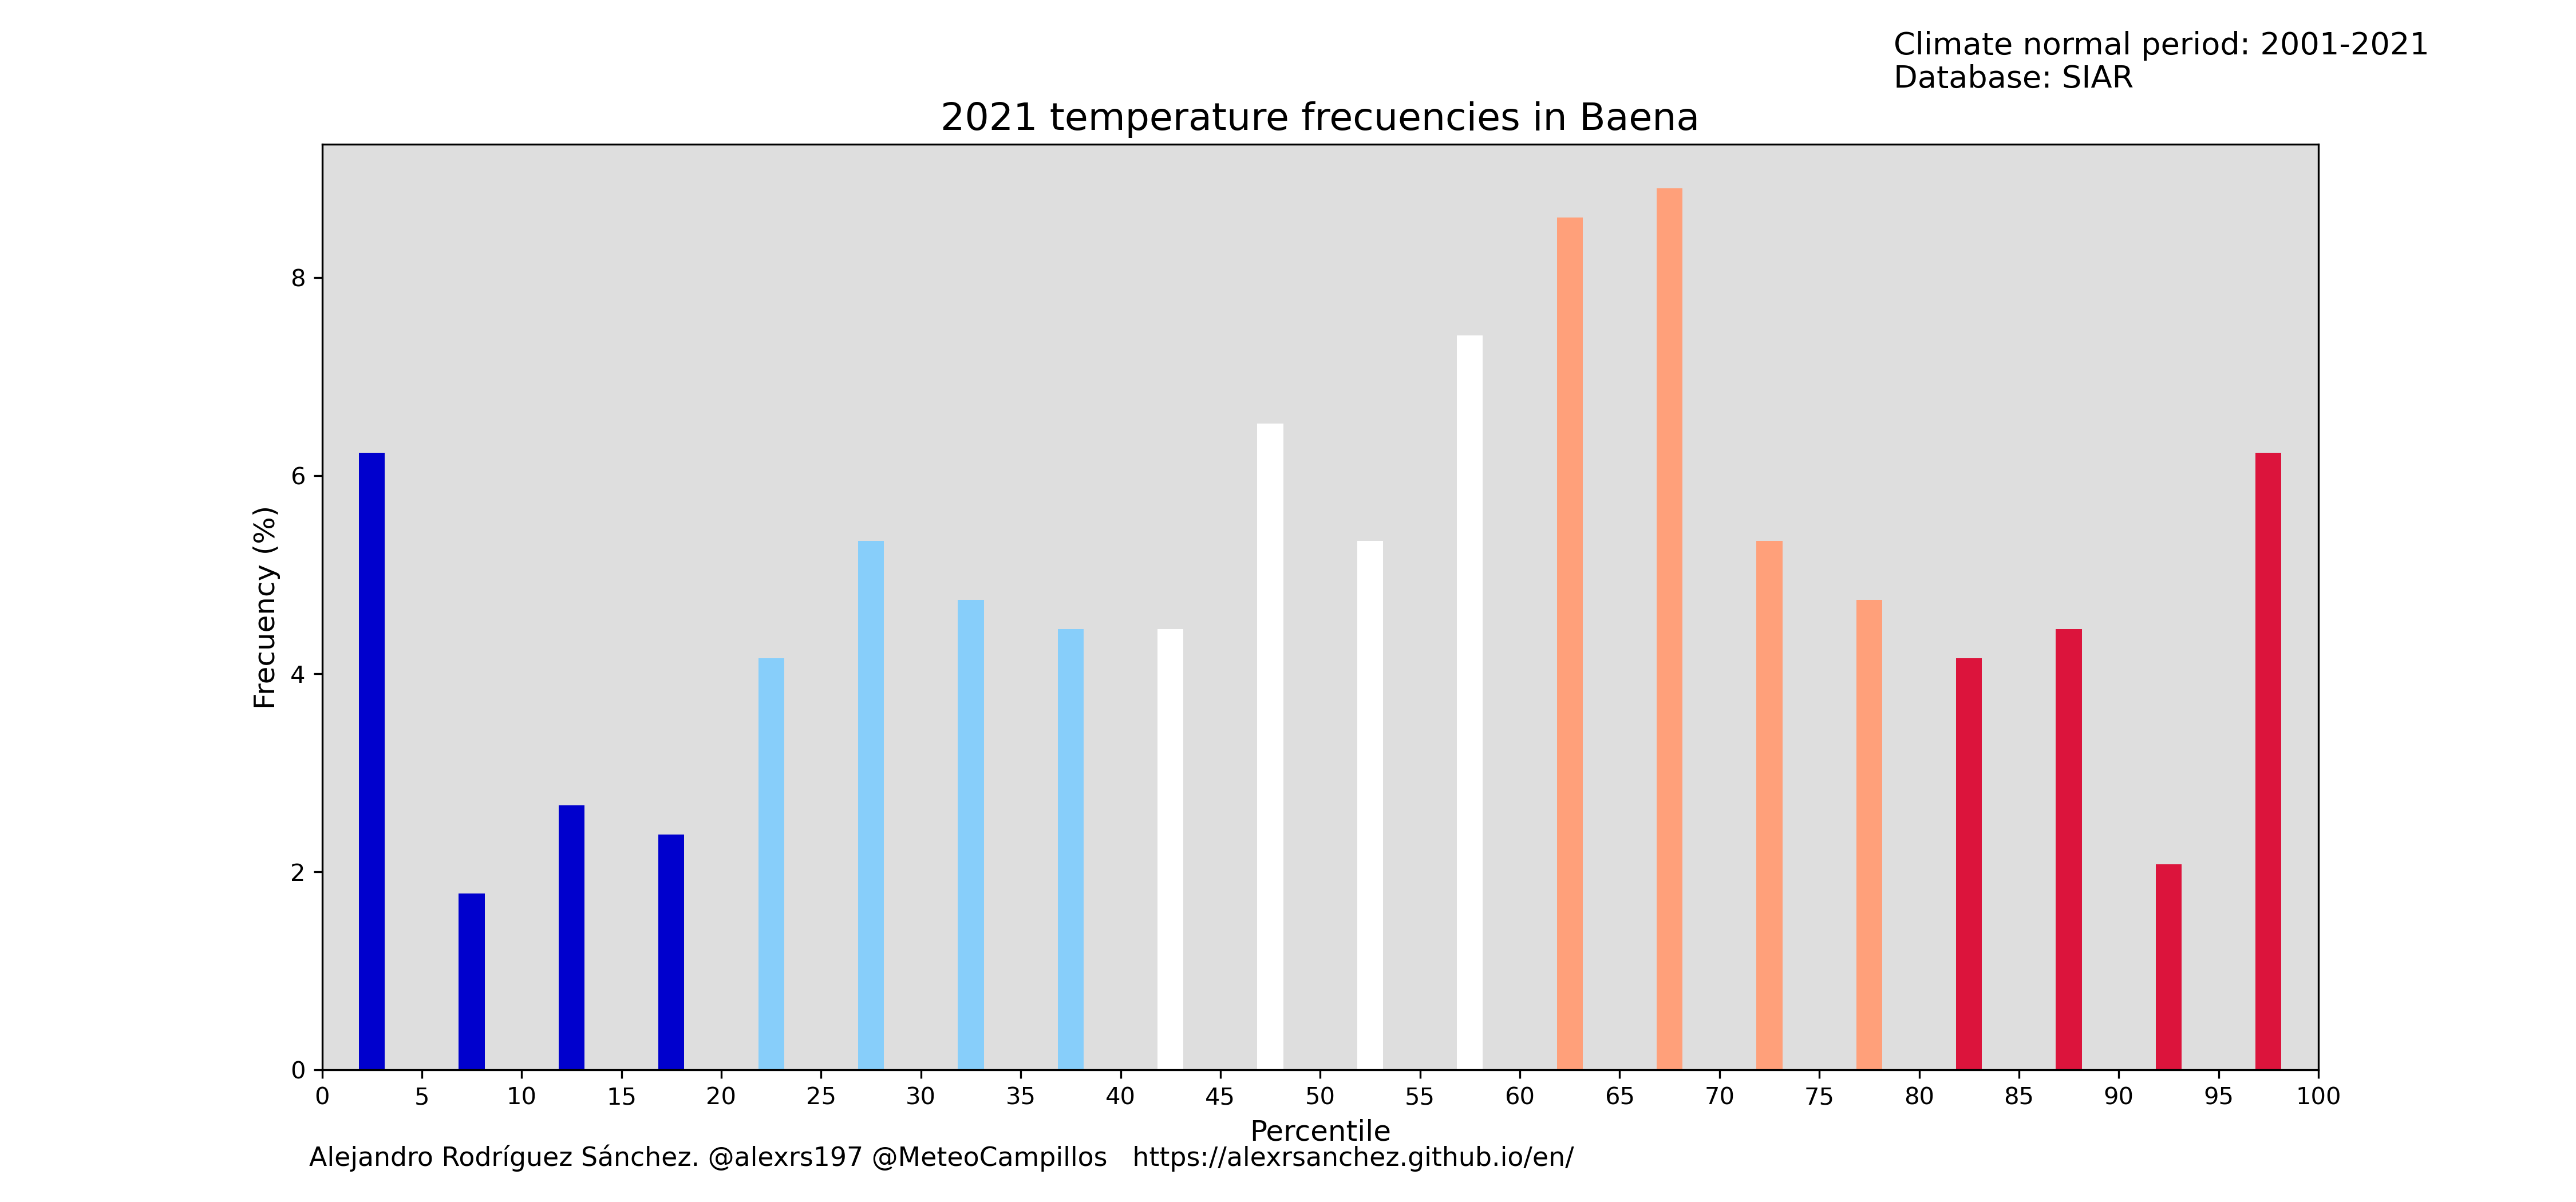 Climate normal period: 2001-2021
Database: SIAR
2021 temperature frecuencies in Baena
Frecuency (%)
8
6
4
2
0
0 5 10 15 20 25 30 35 40 45 50 55 60 65 70 75 80 85 90 95 100
Percentile
Alejandro Rodríguez Sánchez. @alexrs197 @MeteoCampillos https://alexrsanchez.github.io/en/